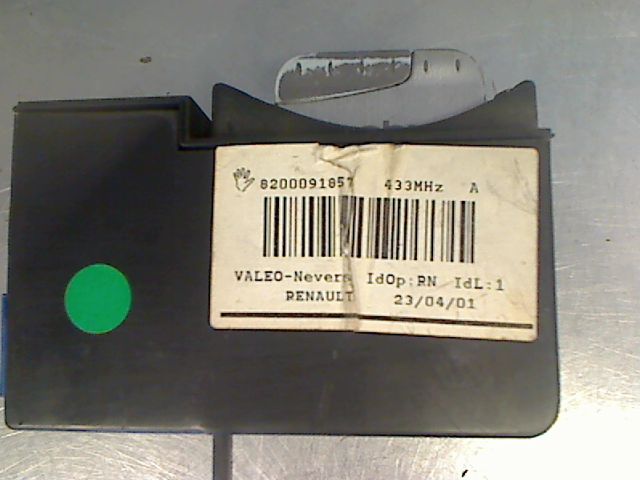 8200091857 433MHz A
VALEO-Nevers IdOp:RN IdL:1
RENAULT 23/04/01